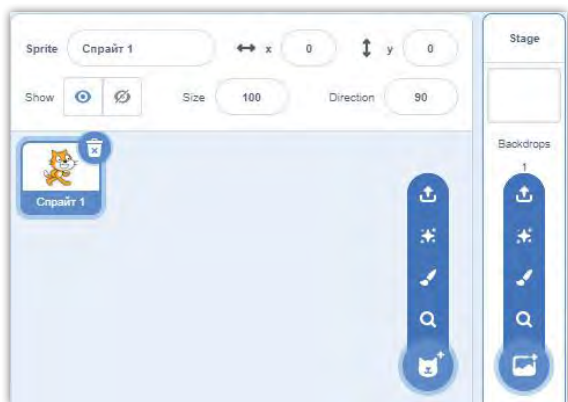 Sprite Спрайт 1 x 0 y 0
Show Size 100 Direction 90
Спрайт 1
Stage
Backdrops
1